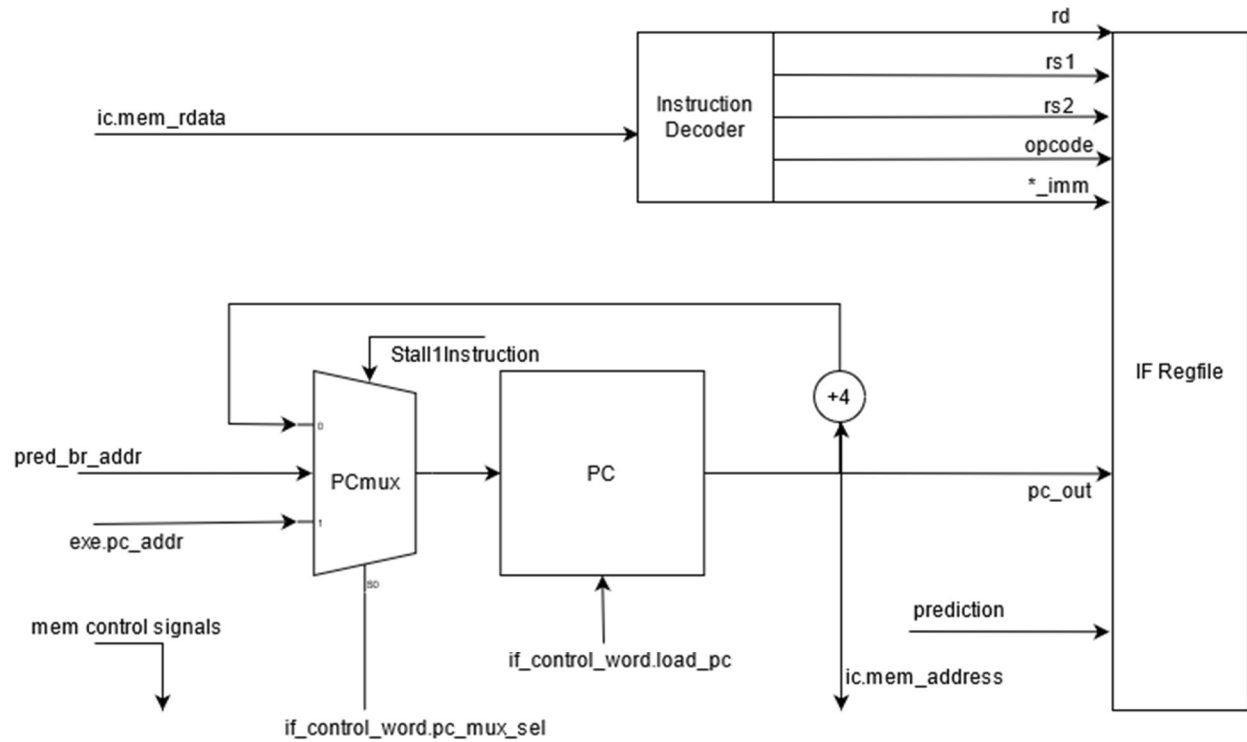 rd
rs1
ic.mem_rdata
Instruction
Decoder
rs2
opcode
*_imm
Stall1Instruction
IF Regfile
+4
0
pred_br_addr
PCmux
PC
pc_out
1
exe.pc_addr
S0
mem control signals
prediction
if_control_word.load_pc
ic.mem_address
if_control_word.pc_mux_sel